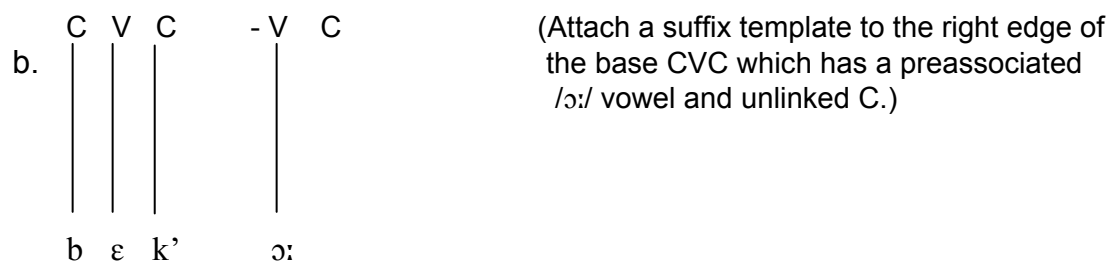 C V C - V C (Attach a suffix template to the right edge of
b. the base CVC which has a preassociated
/ɔː/ vowel and unlinked C.)
b ɛ k’ ɔː